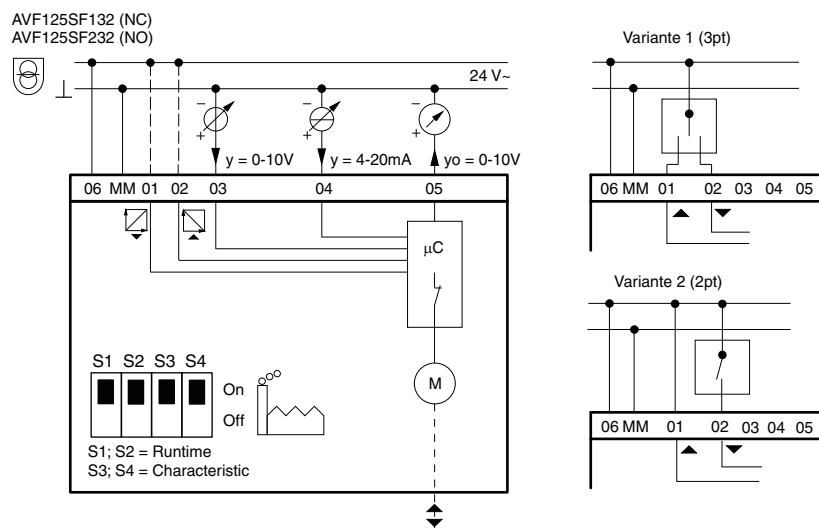 AVF125SF132 (NC)
AVF125SF232 (NO)
24 V~
− − −
+ + +
y = 0-10V y = 4-20mA yo = 0-10V
06 MM 01 02 03 04 05
µC
M
S1 S2 S3 S4
On
Off
S1; S2 = Runtime
S3; S4 = Characteristic
Variante 1 (3pt)
06 MM 01 02 03 04 05
Variante 2 (2pt)
06 MM 01 02 03 04 05